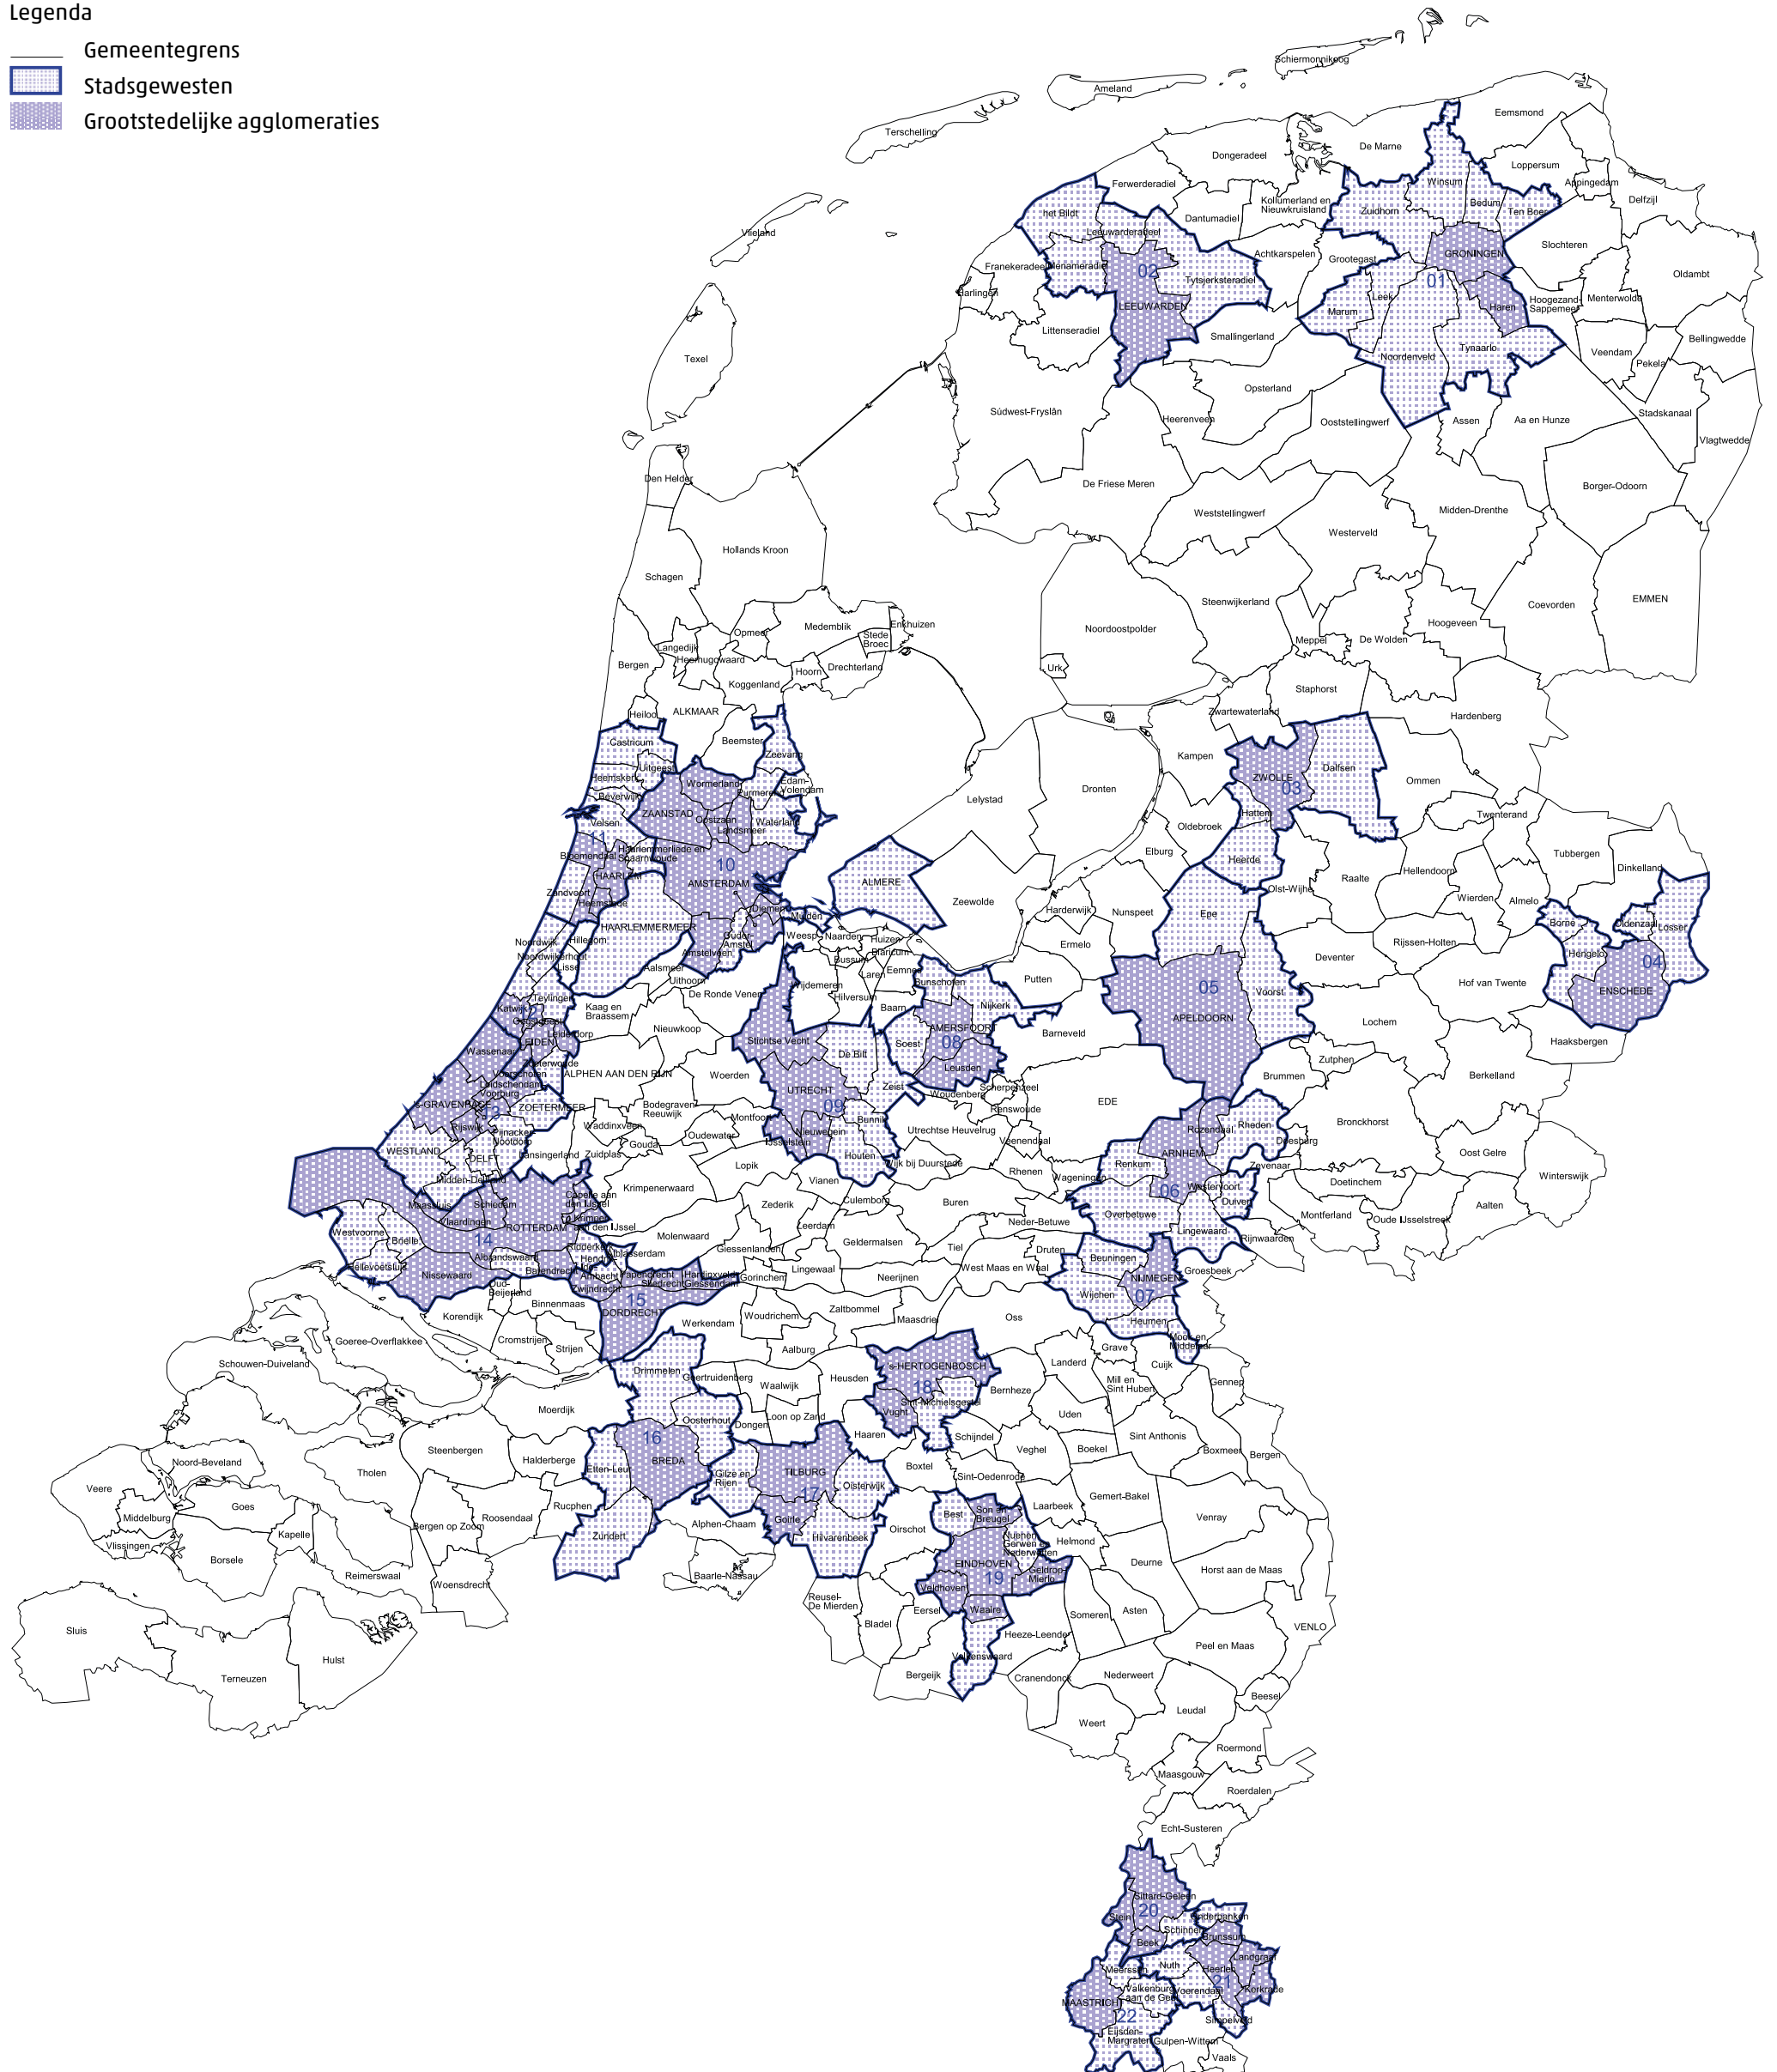 Legenda
Gemeentegrens
Stadsgewesten
Grootstedelijke agglomeraties
Schiermonnikoog
Ameland
Terschelling
Vlieland
Texel
Eemsmond
De Marne
Dongeradeel
Loppersum
Appingedam
Delfzijl
Ferwerderadiel
Winsum
Bedum
Ten Boer
Kollumerland en
Nieuwkruisland
Zuidhorn
Dantumadiel
het Bildt
Leeuwarderadeel
Slochteren
Achtkarspelen
Grootegast
GRONINGEN
01
Oldambt
Franekeradeel
Menameradiel
02
Tytsjerksteradiel
LEEUWARDEN
Harlingen
Littenseradiel
Leek
Marum
Haren
Hoogezand-
Sappemeer
Menterwolde
Smallingerland
Noordenveld
Tynaarlo
Veendam
Pekela
Bellingwedde
Opsterland
Súdwest-Fryslân
Heerenveen
Ooststellingwerf
Assen
Aa en Hunze
Stadskanaal
Vlagtwedde
De Friese Meren
Borger-Odoorn
Weststellingwerf
Midden-Drenthe
Westerveld
Den Helder
Hollands Kroon
Schagen
Steenwijkerland
Noordoostpolder
Coevorden
EMMEN
Hoogeveen
Meppel
De Wolden
Urk
Staphorst
Zwartewaterland
Hardenberg
Opmeer
Medemblik
Stede
Broec
Enkhuizen
Langedijk
Heerhugowaard
Bergen
Hoorn
Drechterland
Koggenland
Heiloo
ALKMAAR
Castricum
Beemster
Zeevang
Uitgeest
Heemskerk
Wormerland
Edam-
Volendam
Purmerend
Beverwijk
ZAANSTAD
Oostzaan
Landsmeer
Waterland
Velsen
11
Bloemendaal
Haarlemmerliede en
Spaarnwoude
10
HAARLEM
AMSTERDAM
Zandvoort
Heemstede
Diemen
Muiden
HAARLEMMERMEER
Ouder-
Amstel
Amstelveen
Weesp
Naarden
Huizen
Bussum
Blaricum
Laren
Eemnes
Aalsmeer
Uithoorn
Kampen
ZWOLLE
03
Dalfsen
Ommen
Hattem
Lelystad
Dronten
Oldebroek
Elburg
Heerde
Olst-Wijhe
Raalte
Hellendoorn
Twenterand
Tubbergen
Dinkelland
Wierden
Almelo
ALMERE
Zeewolde
Harderwijk
Nunspeet
Epe
Ermelo
Putten
Deventer
Rijssen-Holten
Borne
Oldenzaal
Losser
Hengelo
04
ENSCHEDE
Hof van Twente
05
APELDOORN
Voorst
Lochem
Haaksbergen
Zutphen
Berkelland
Brummen
Noordwijk
Hillegom
Noordwijkerhout
Lisse
Teylingen
Katwijk
Oegstgeest
Leiderdorp
LEIDEN
Kaag en
Braassem
De Ronde Venen
Nieuwkoop
Wijdemeren
Hilversum
Baarn
Bunschoten
Nijkerk
AMERSFOORT
08
Soest
Leusden
Barneveld
Wassenaar
Zoeterwoude
Voorschoten
Leidschendam-
Voorburg
ALPHEN AAN DEN RIJN
Stichtse Vecht
De Bilt
Zeist
Woudenberg
Scherpenzeel
Renswoude
EDE
Woerden
UTRECHT
09
Bunnik
Utrechtse Heuvelrug
Veenendaal
's-GRAVENHAGE
Rijswijk
ZOETERMEER
Pijnacker-
Nootdorp
Bodegraven-
Reeuwijk
Waddinxveen
Montfoort
Oudewater
Gouda
Nieuwegein
IJsselstein
Houten
Wijk bij Duurstede
Rhenen
Wageningen
WESTLAND
DELFT
Lansingerland
Zuidplas
Midden-Delfland
Lopik
Vianen
Krimpenerwaard
Culemborg
Zederik
Buren
Neder-Betuwe
Maassluis
Schiedam
Vlaardingen
ROTTERDAM
Capelle aan
den IJssel
14
Westvoorne
Brielle
Hellevoetsluis
Nissewaard
Albrandswaard
Barendrecht
Ridderkerk
Alblasserdam
Molenwaard
Leerdam
Giessenlanden
Geldermalsen
Tiel
Druten
West Maas en Waal
Lingewaal
Neerijnen
Papendrecht
Sliedrecht
Hardinxveld-
Giessendam
Gorinchem
Zwijndrecht
15
DORDRECHT
Oud-
Beijerland
Binnenmaas
Korendijk
Cromstrijen
Strijen
Rozendaal
Rheden
ARNHEM
Renkum
06
Westervoort
Duiven
Zevenaar
Doesburg
Overbetuwe
Lingewaard
Rijnwaarden
Bronckhorst
Doetinchem
Montferland
Oude IJsselstreek
Oost Gelre
Winterswijk
Aalten
Beuningen
NIJMEGEN
07
Groesbeek
Wijchen
Heumen
Mook en
Middelaar
Werkendam
Woudrichem
Zaltbommel
Maasdriel
Oss
Aalburg
Goeree-Overflakkee
Schouwen-Duiveland
Drimmelen
Geertruidenberg
Waalwijk
Heusden
's-HERTOGENBOSCH
18
Sint-Michielsgestel
Vught
Bernheze
Landerd
Grave
Cuijk
Mill en
Sint Hubert
Gennep
Moerdijk
Oosterhout
Dongen
Loon op Zand
Haaren
Schijndel
Uden
Sint Anthonis
Boxmeer
Bergen
Steenbergen
Halderberge
16
BREDA
Etten-Leur
Gilze en
Rijen
TILBURG
17
Oisterwijk
Boxtel
Veghel
Boekel
Sint-Oedenrode
Gemert-Bakel
Laarbeek
Venray
Noord-Beveland
Tholen
Veere
Goes
Middelburg
Kapelle
Vlissingen
Borsele
Reimerswaal
Bergen op Zoom
Roosendaal
Rucphen
Woensdrecht
Zundert
Alphen-Chaam
Goirle
Hilvarenbeek
Oirschot
Baarle-Nassau
Best
Son en
Breugel
Nuenen
Gerwen en
Nederwetten
Helmond
EINDHOVEN
19
Geldrop-
Mierlo
Deurne
Horst aan de Maas
Veldhoven
Waalre
Reusel-
De Mierden
Bladel
Eersel
Asten
Someren
Heeze-Leende
Valkenswaard
Bergeijk
Cranendonck
Peel en Maas
VENLO
Nederweert
Beesel
Leudal
Weert
Roermond
Maasgouw
Roerdalen
Echt-Susteren
Sluis
Terneuzen
Hulst
Sittard-Geleen
20
Stein
Onderbanken
Schinnen
Brunssum
Beek
Landgraaf
Nuth
Heerlen
Meerssen
21
Kerkrade
Valkenburg
aan de Geul
Voerendaal
MAASTRICHT
22
Simpelveld
Eijsden-
Margraten
Gulpen-Wittem
Vaals